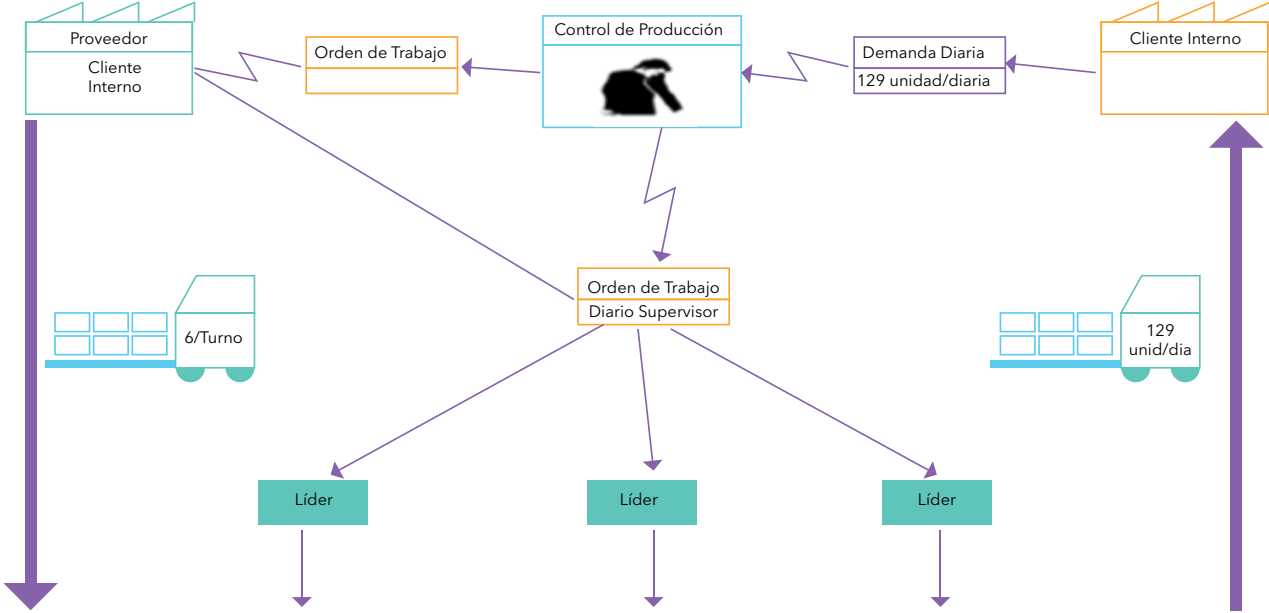 Proveedor
Cliente
Interno
Orden de Trabajo
Control de Producción
Demanda Diaria
129 unidad/diaria
Cliente Interno
Orden de Trabajo
Diario Supervisor
6/Turno
129
unid/dia
Líder
Líder
Líder